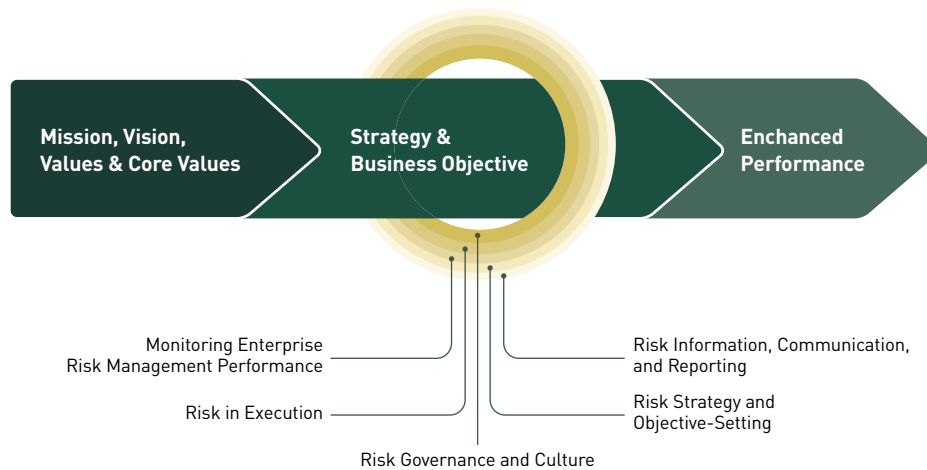 Mission, Vision,
Values & Core Values
Strategy &
Business Objective
Enchanced
Performance
Monitoring Enterprise
Risk Management Performance
Risk in Execution
Risk Governance and Culture
Risk Information, Communication,
and Reporting
Risk Strategy and
Objective-Setting